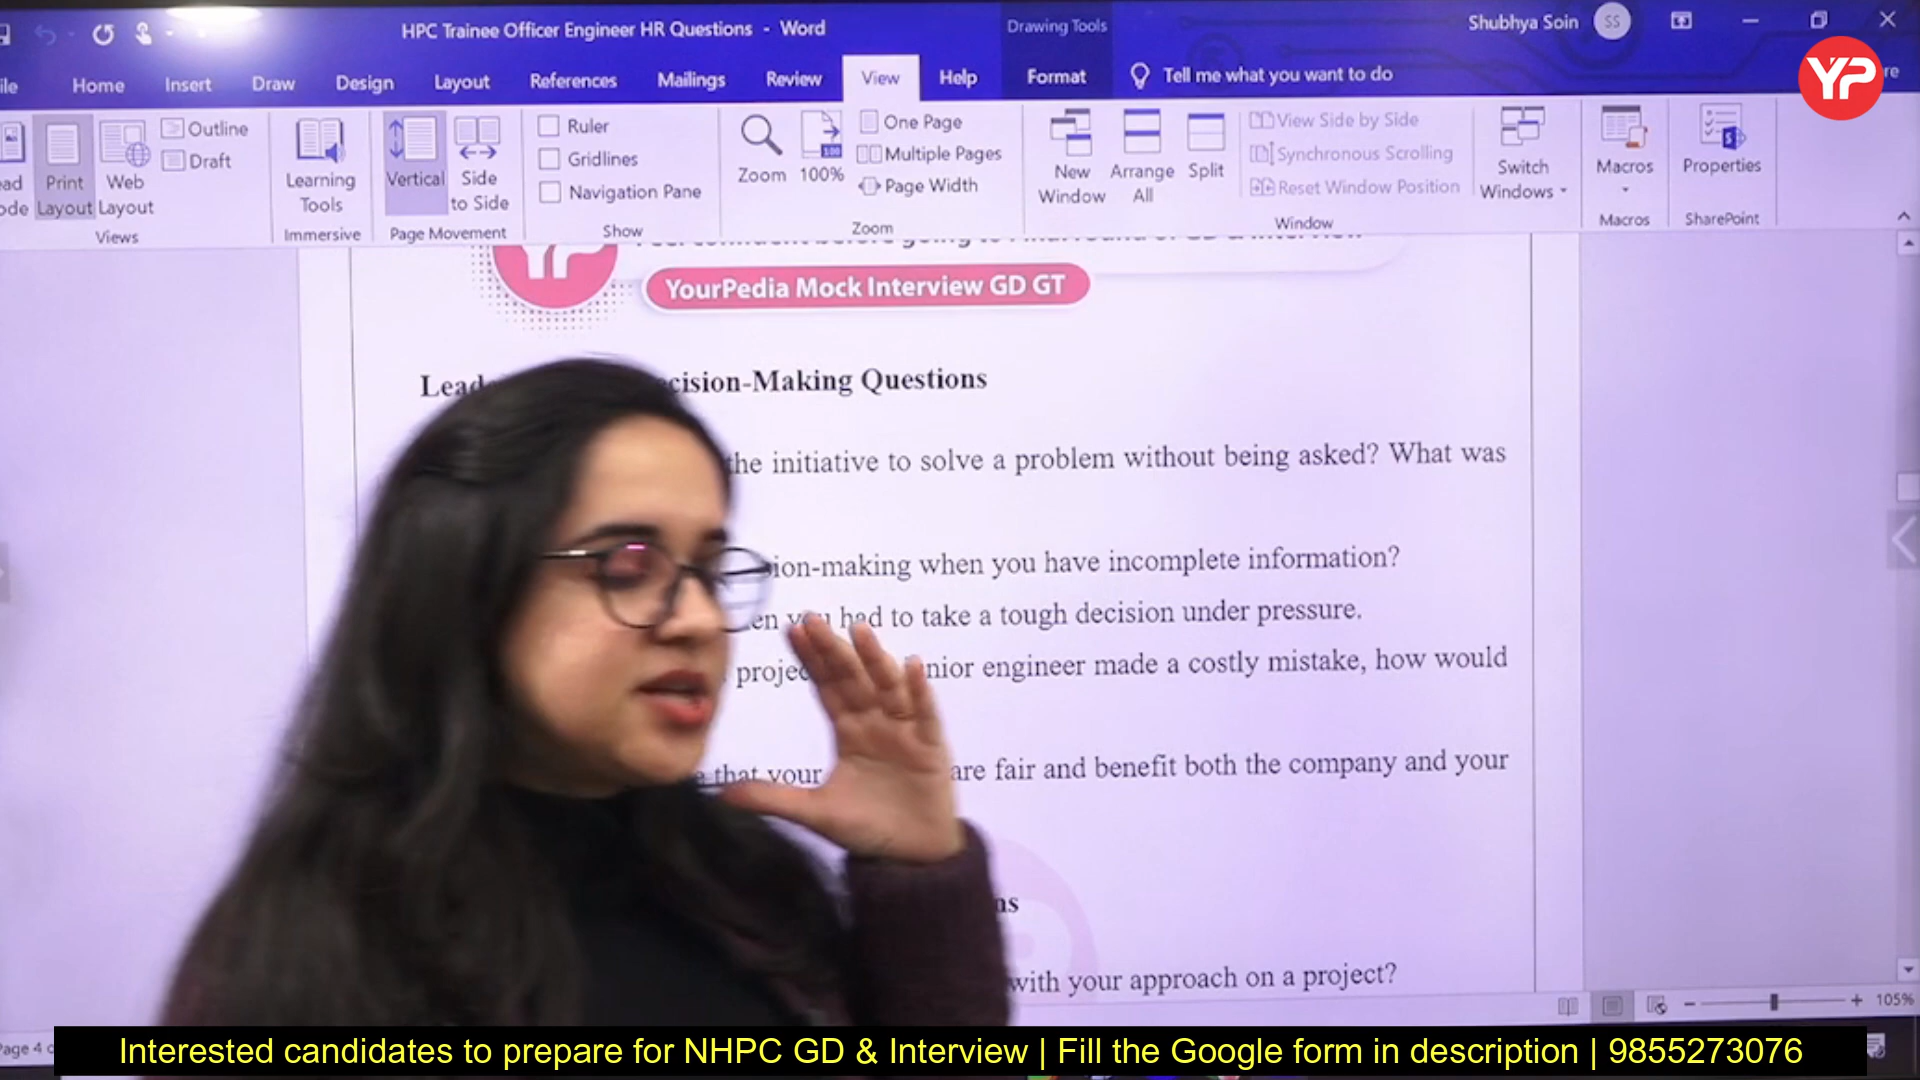 HPC Trainee Officer Engineer HR Questions - Word
Drawing Tools
Shubhya Soin
SS
YP
Home Insert Draw Design Layout References Mailings Review View Help Format Tell me what you want to do
Outline
Draft
Print Layout
Web Layout
Views
Learning Tools
Immersive
Vertical
Side to Side
Page Movement
Ruler
Gridlines
Navigation Pane
Show
Zoom
100%
One Page
Multiple Pages
Page Width
Zoom
New Window
Arrange All
Split
View Side by Side
Synchronous Scrolling
Reset Window Position
Window
Switch Windows
Macros
Macros
Properties
SharePoint
YourPedia Mock Interview GD GT
cision-Making Questions
the initiative to solve a problem without being asked? What was
ion-making when you have incomplete information?
had to take a tough decision under pressure.
engineer made a costly mistake, how would
that your are fair and benefit both the company and your
with your approach on a project?
105%
Page 4
Interested candidates to prepare for NHPC GD & Interview | Fill the Google form in description | 9855273076